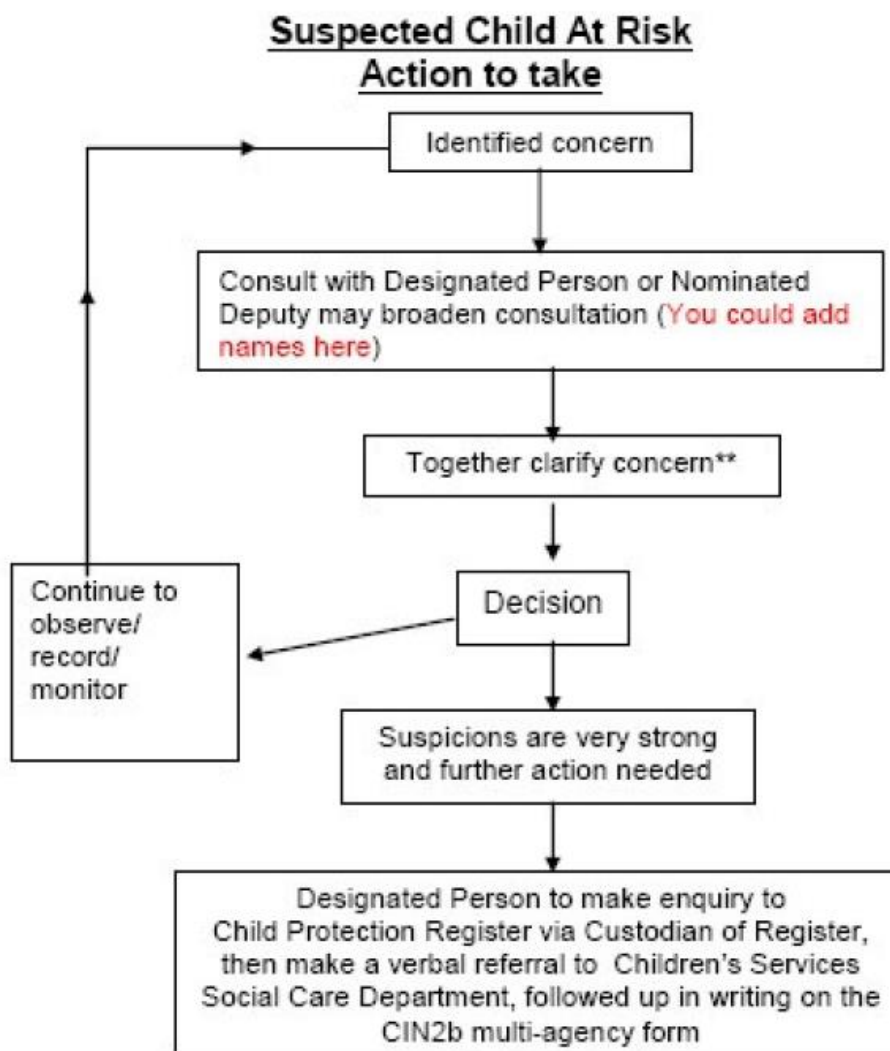 Suspected Child At Risk
Action to take
Identified concern
Consult with Designated Person or Nominated
Deputy may broaden consultation (You could add
names here)
Together clarify concern**
Decision
Continue to
observe/
record/
monitor
Suspicions are very strong
and further action needed
Designated Person to make enquiry to
Child Protection Register via Custodian of Register,
then make a verbal referral to Children's Services
Social Care Department, followed up in writing on the
CIN2b multi-agency form